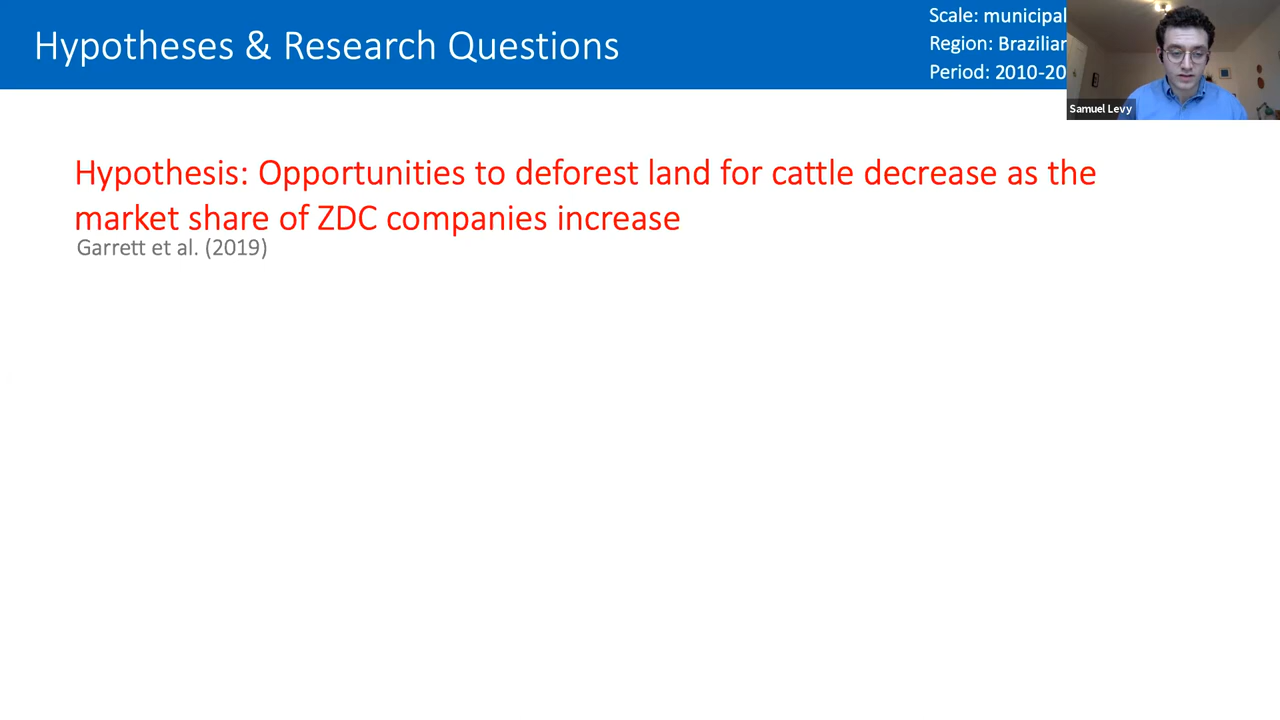 Hypotheses & Research Questions
Scale: municipal
Region: Brazilian
Period: 2010-20
Samuel Levy
Hypothesis: Opportunities to deforest land for cattle decrease as the
market share of ZDC companies increase
Garrett et al. (2019)